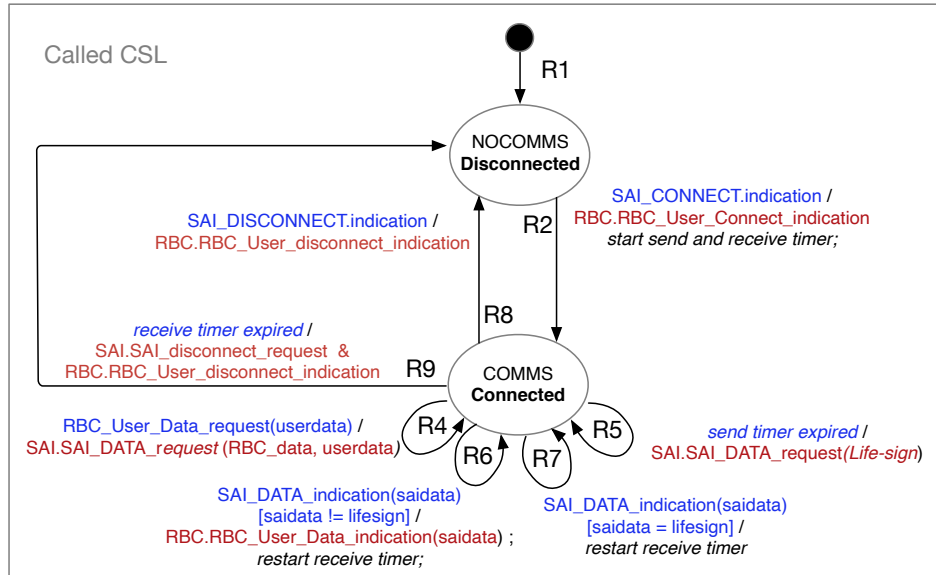 Called CSL
R1
NOCOMMS
Disconnected
SAI_DISCONNECT.indication /
RBC.RBC_User_disconnect_indication
R2
SAI_CONNECT.indication /
RBC.RBC_User_Connect_indication
start send and receive timer;
R8
receive timer expired /
SAI.SAI_disconnect_request &
RBC.RBC_User_disconnect_indication
R9
COMMS
Connected
RBC_User_Data_request(userdata) /
SAI.SAI_DATA_request (RBC_data, userdata)
R4
R6
R7
R5
send timer expired /
SAI.SAI_DATA_request(Life-sign)
SAI_DATA_indication(saidata)
[saidata != lifesign] /
RBC.RBC_User_Data_indication(saidata) ;
restart receive timer;
SAI_DATA_indication(saidata)
[saidata = lifesign] /
restart receive timer